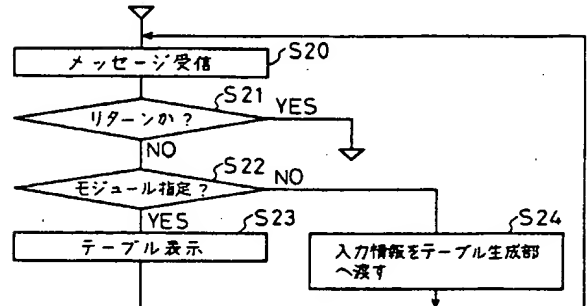 メッセージ受信
S20
リターンか?
S21
YES
NO
モジュール指定?
S22
NO
YES
テーブル表示
S23
S24
入力情報をテーブル生成部
へ渡す